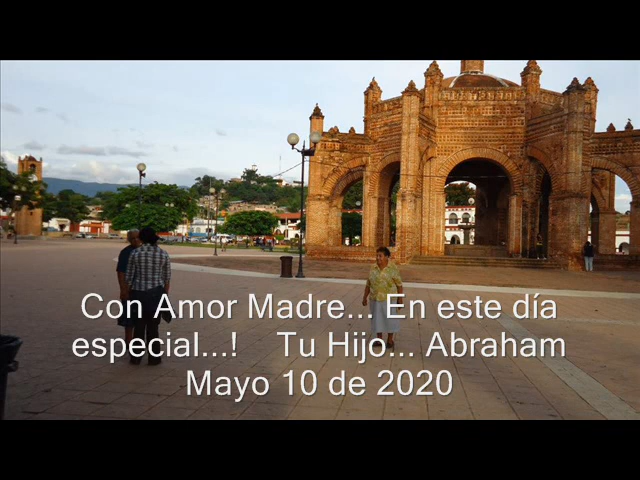 Con Amor Madre... En este día
especial...!    Tu Hijo... Abraham
Mayo 10 de 2020